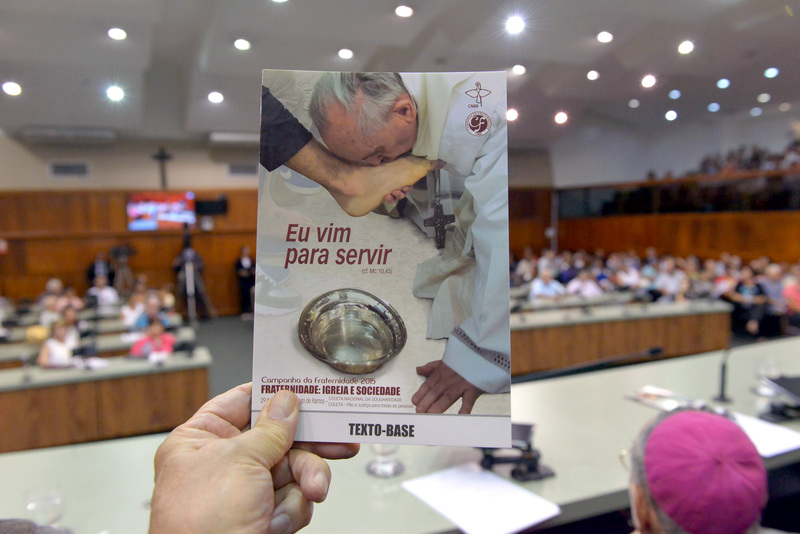 CNBB
CF
Eu vim
para servir
(cf. Mc 10,45)
Campanha da Fraternidade 2015
FRATERNIDADE: IGREJA E SOCIEDADE
COLETA NACIONAL DA SOLIDARIEDADE
TEXTO-BASE